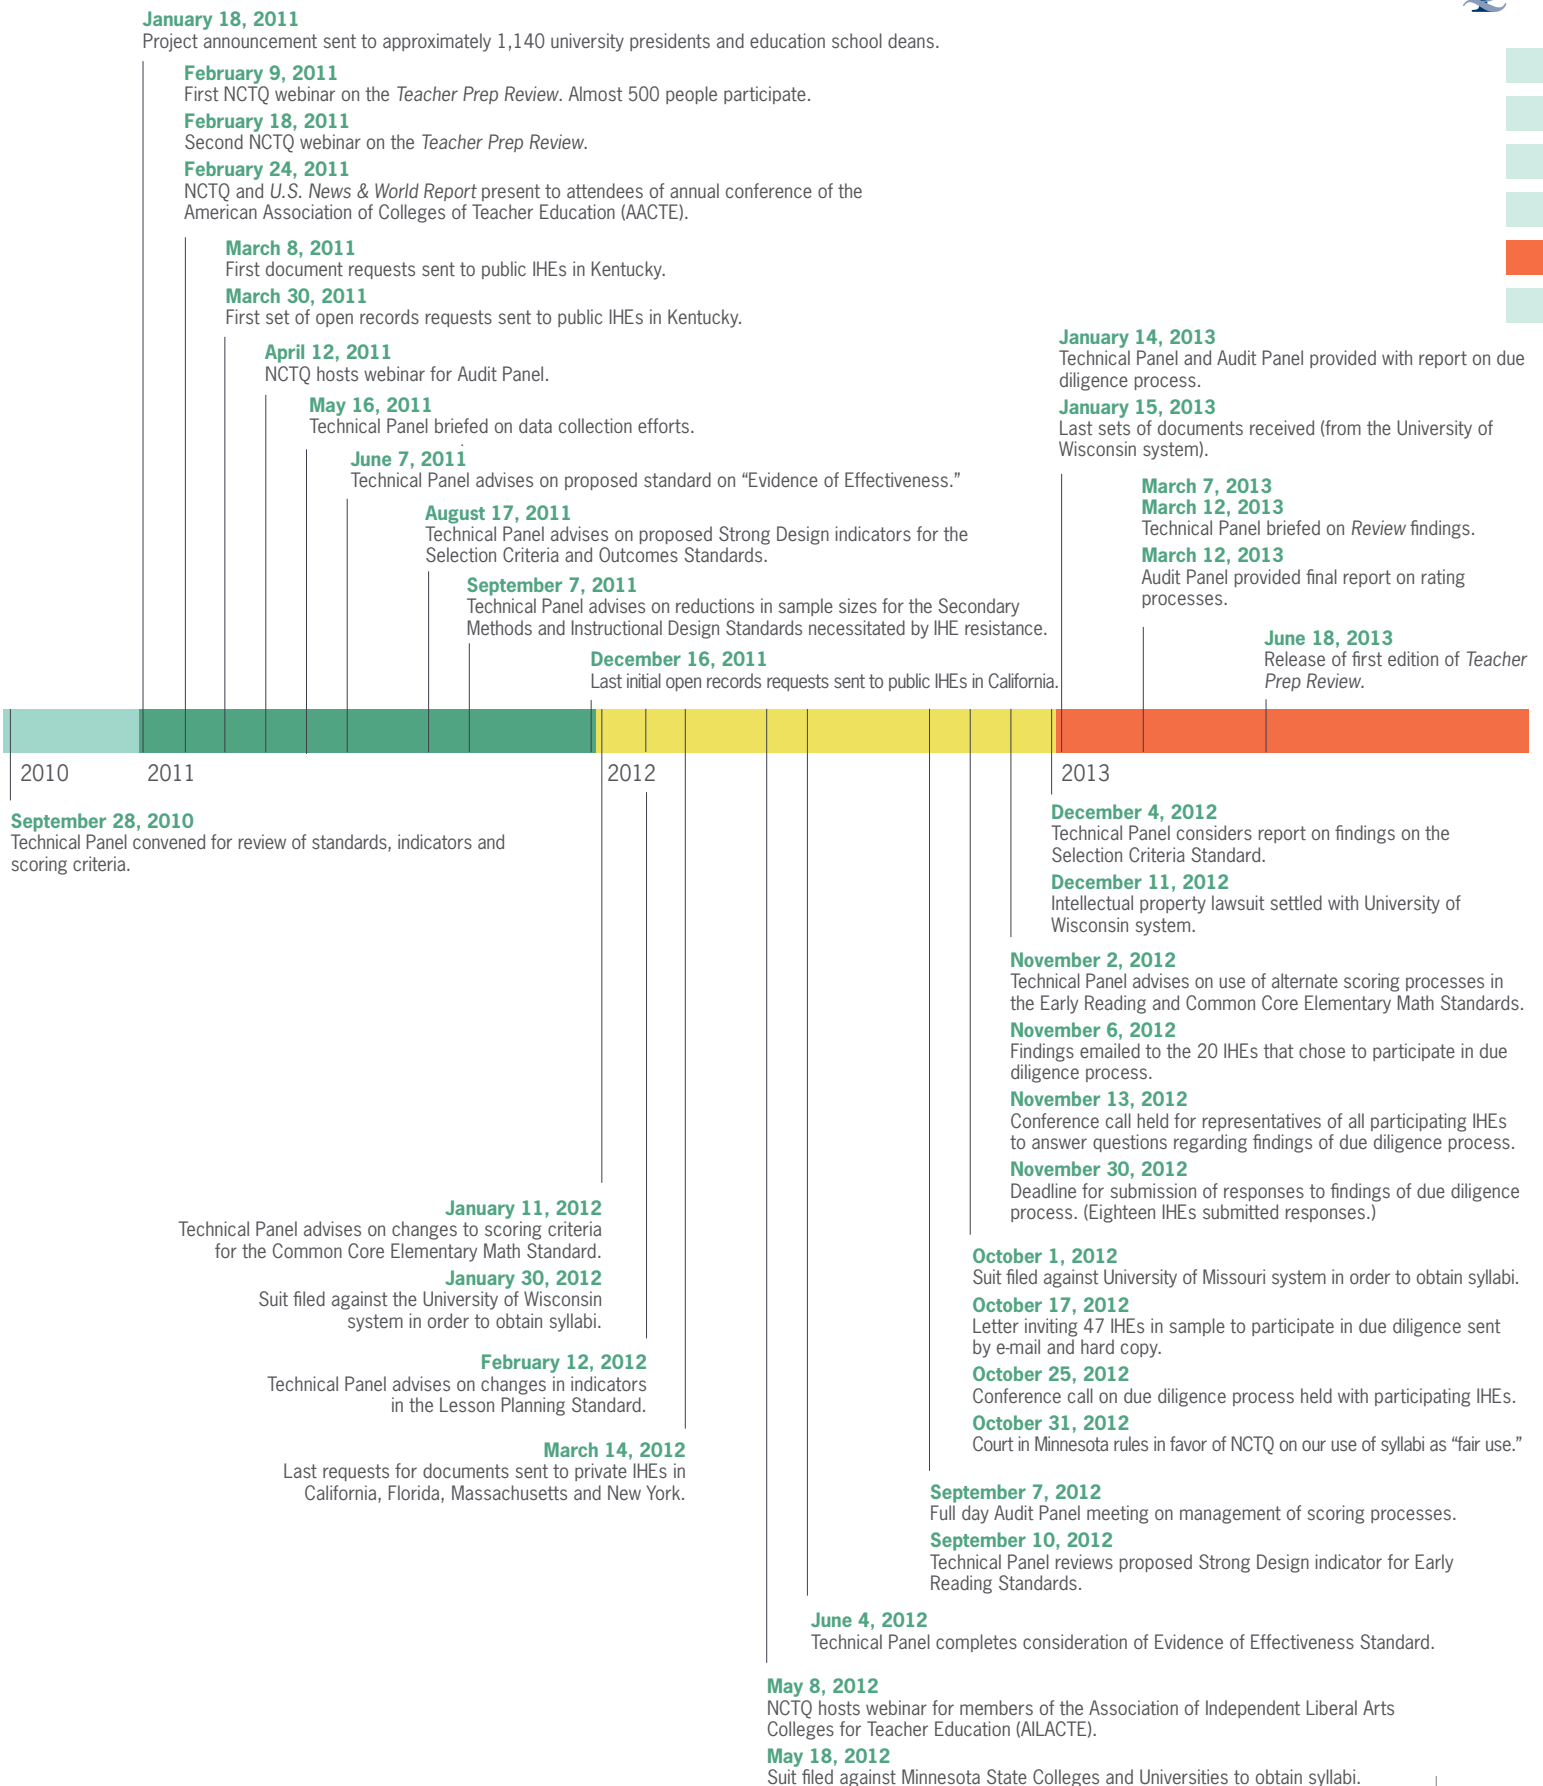 January 18, 2011
Project announcement sent to approximately 1,140 university presidents and education school deans.
February 9, 2011
First NCTQ webinar on the Teacher Prep Review. Almost 500 people participate.
February 18, 2011
Second NCTQ webinar on the Teacher Prep Review.
February 24, 2011
NCTQ and U.S. News & World Report present to attendees of annual conference of the
American Association of Colleges of Teacher Education (AACTE).
March 8, 2011
First document requests sent to public IHEs in Kentucky.
March 30, 2011
First set of open records requests sent to public IHEs in Kentucky.
April 12, 2011
NCTQ hosts webinar for Audit Panel.
May 16, 2011
Technical Panel briefed on data collection efforts.
June 7, 2011
Technical Panel advises on proposed standard on “Evidence of Effectiveness.”
August 17, 2011
Technical Panel advises on proposed Strong Design indicators for the
Selection Criteria and Outcomes Standards.
September 7, 2011
Technical Panel advises on reductions in sample sizes for the Secondary
Methods and Instructional Design Standards necessitated by IHE resistance.
December 16, 2011
Last initial open records requests sent to public IHEs in California.
January 14, 2013
Technical Panel and Audit Panel provided with report on due
diligence process.
January 15, 2013
Last sets of documents received (from the University of
Wisconsin system).
March 7, 2013
March 12, 2013
Technical Panel briefed on Review findings.
March 12, 2013
Audit Panel provided final report on rating
processes.
June 18, 2013
Release of first edition of Teacher
Prep Review.
2010
2011
2012
2013
September 28, 2010
Technical Panel convened for review of standards, indicators and
scoring criteria.
December 4, 2012
Technical Panel considers report on findings on the
Selection Criteria Standard.
December 11, 2012
Intellectual property lawsuit settled with University of
Wisconsin system.
November 2, 2012
Technical Panel advises on use of alternate scoring processes in
the Early Reading and Common Core Elementary Math Standards.
November 6, 2012
Findings emailed to the 20 IHEs that chose to participate in due
diligence process.
November 13, 2012
Conference call held for representatives of all participating IHEs
to answer questions regarding findings of due diligence process.
November 30, 2012
Deadline for submission of responses to findings of due diligence
process. (Eighteen IHEs submitted responses.)
January 11, 2012
Technical Panel advises on changes to scoring criteria
for the Common Core Elementary Math Standard.
January 30, 2012
Suit filed against the University of Wisconsin
system in order to obtain syllabi.
February 12, 2012
Technical Panel advises on changes in indicators
in the Lesson Planning Standard.
March 14, 2012
Last requests for documents sent to private IHEs in
California, Florida, Massachusetts and New York.
October 1, 2012
Suit filed against University of Missouri system in order to obtain syllabi.
October 17, 2012
Letter inviting 47 IHEs in sample to participate in due diligence sent
by e-mail and hard copy.
October 25, 2012
Conference call on due diligence process held with participating IHEs.
October 31, 2012
Court in Minnesota rules in favor of NCTQ on our use of syllabi as “fair use.”
September 7, 2012
Full day Audit Panel meeting on management of scoring processes.
September 10, 2012
Technical Panel reviews proposed Strong Design indicator for Early
Reading Standards.
June 4, 2012
Technical Panel completes consideration of Evidence of Effectiveness Standard.
May 8, 2012
NCTQ hosts webinar for members of the Association of Independent Liberal Arts
Colleges for Teacher Education (AILACTE).
May 18, 2012
Suit filed against Minnesota State Colleges and Universities to obtain syllabi.